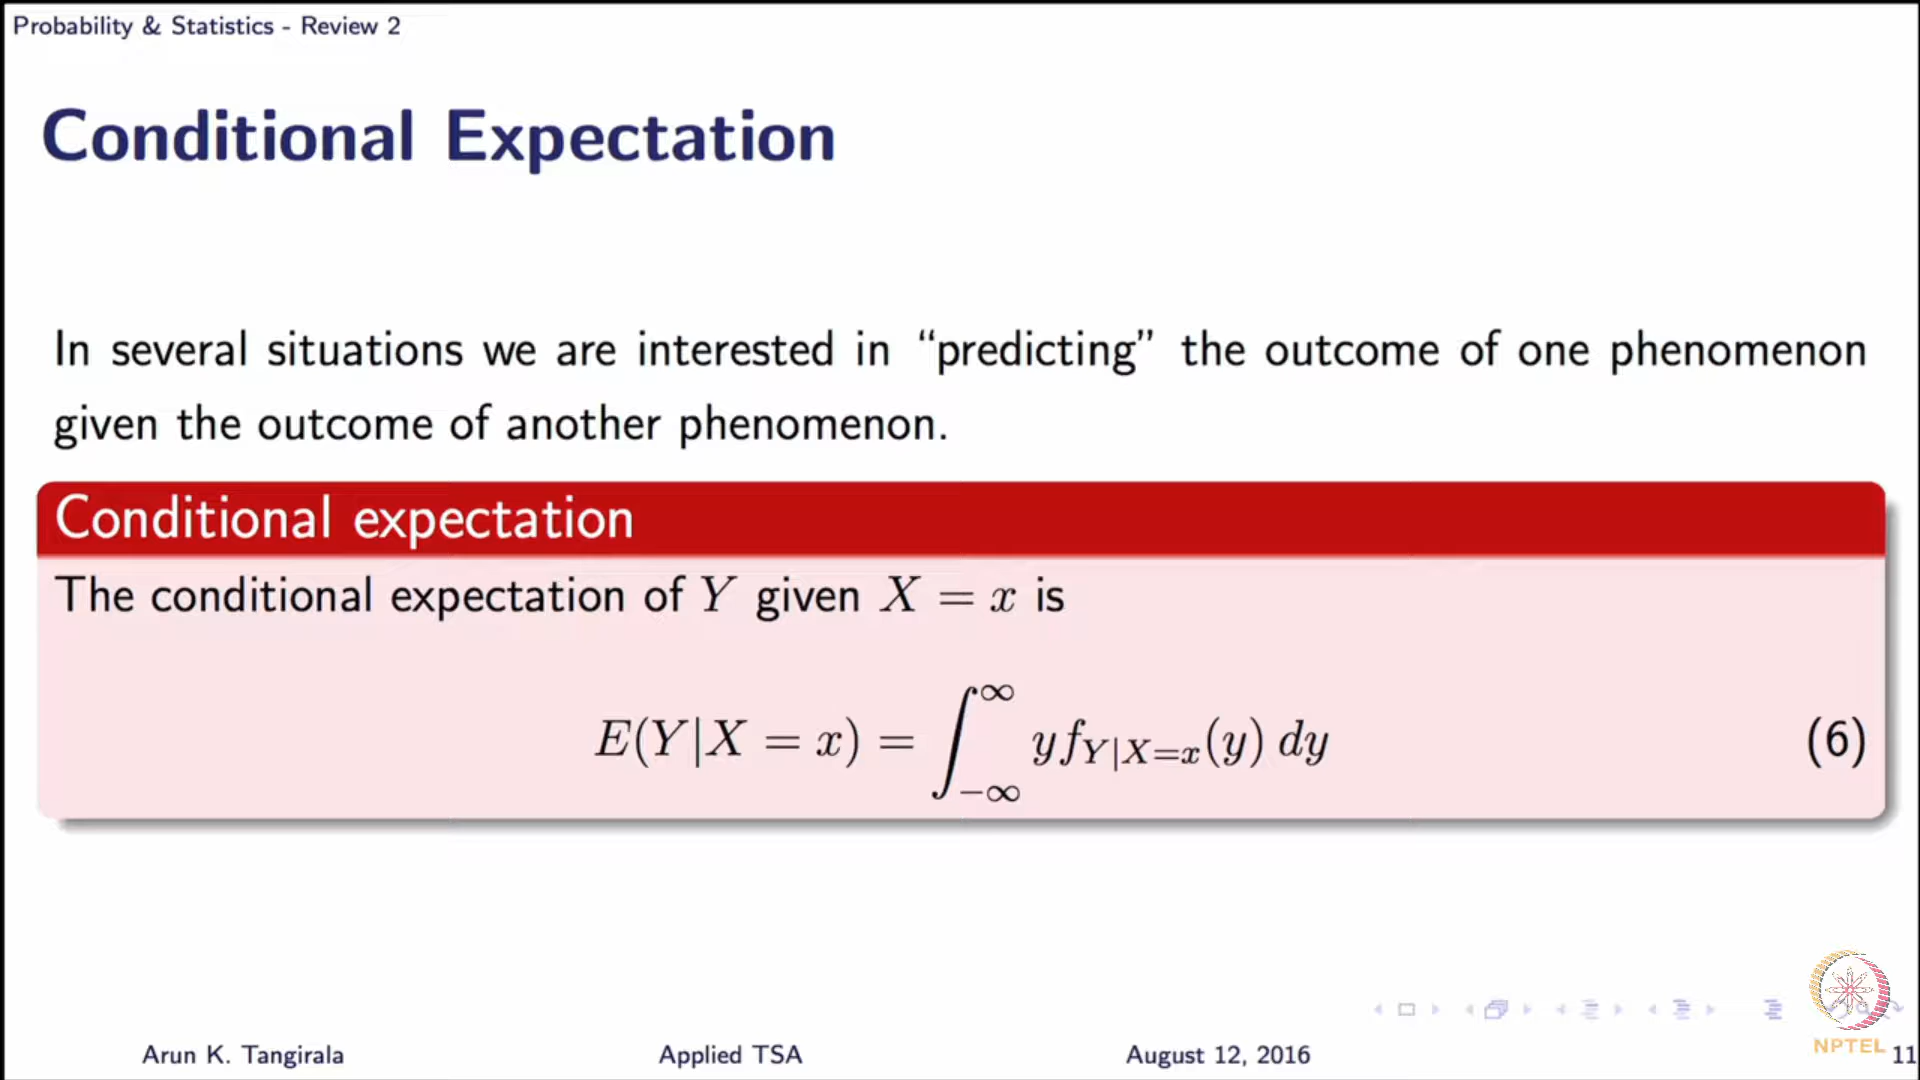 Probability & Statistics - Review 2
Conditional Expectation
In several situations we are interested in “predicting” the outcome of one phenomenon
given the outcome of another phenomenon.
Conditional expectation
The conditional expectation of Y given X = x is
E(Y|X = x) = ∫_{-∞}^{∞} y f_{Y|X=x}(y) dy (6)
NPTEL
Arun K. Tangirala Applied TSA August 12, 2016 11